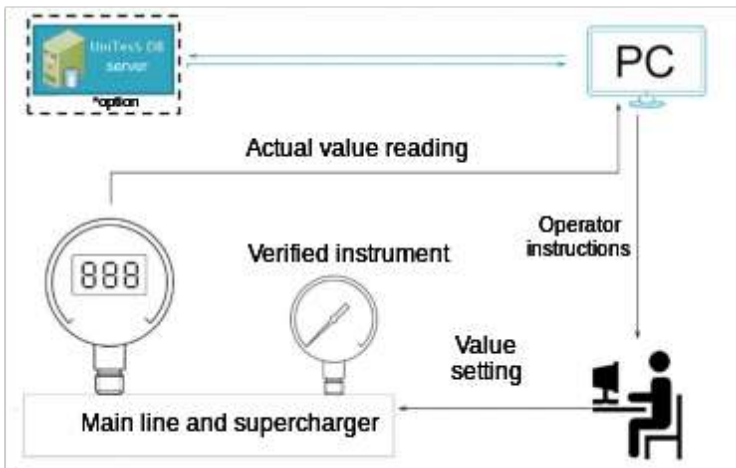 UniTesS DB
server
*option
PC
Actual value reading
Operator
instructions
888
Verified instrument
Value
setting
Main line and supercharger